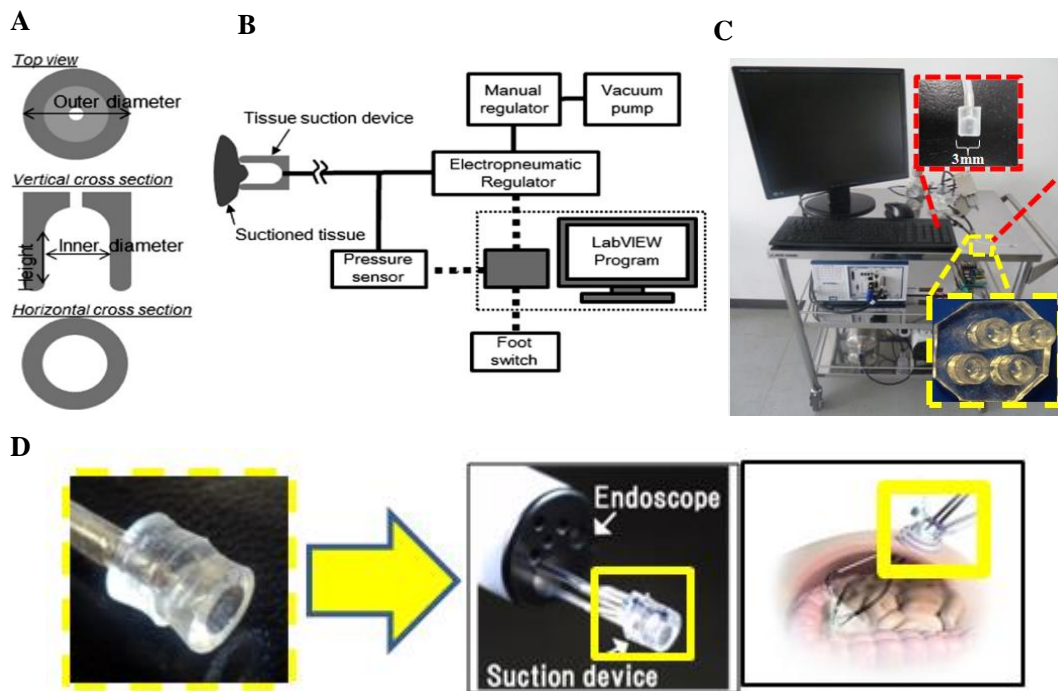 A
Top view
Outer diameter
Vertical cross section
Height
Inner diameter
Horizontal cross section
B
Tissue suction device
Suctioned tissue
Manual
regulator
Vacuum
pump
Electropneumatic
Regulator
Pressure
sensor
LabVIEW
Program
Foot
switch
C
3mm
D
Endoscope
Suction device